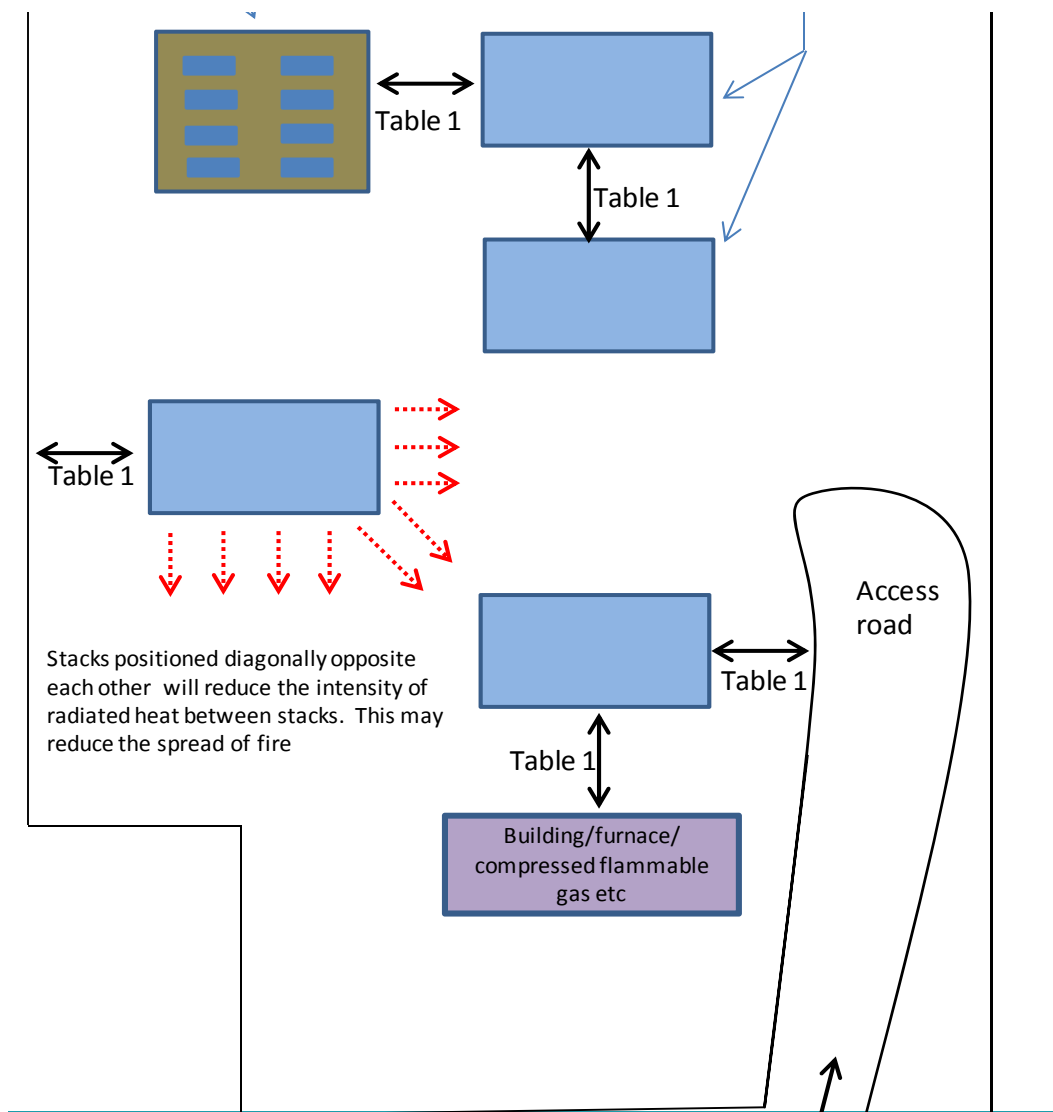 Table 1
Table 1
Table 1
Access
road
Stacks positioned diagonally opposite
each other will reduce the intensity of
radiated heat between stacks. This may
reduce the spread of fire
Table 1
Table 1
Building/furnace/
compressed flammable
gas etc